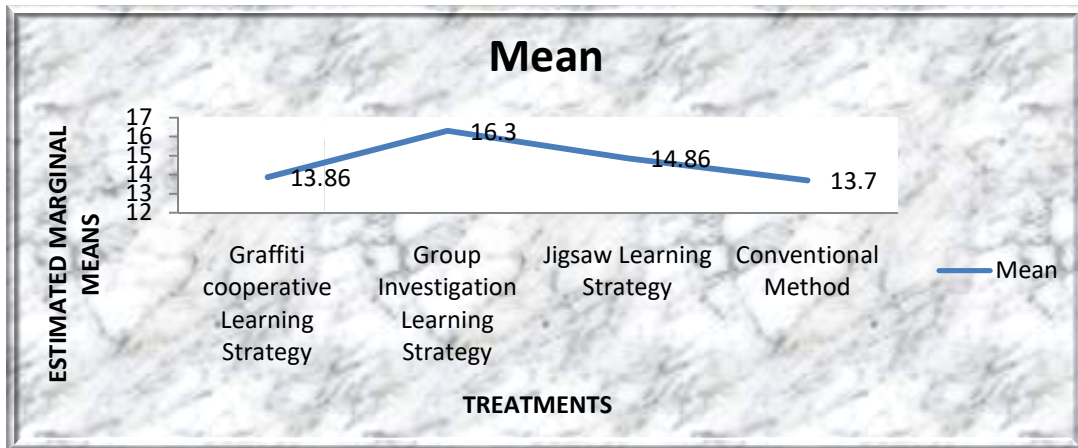 Mean
ESTIMATED MARGINAL
MEANS
17
16
15
14
13
12
13.86
16.3
14.86
13.7
Graffiti
cooperative
Learning
Strategy
Group
Investigation
Learning
Strategy
Jigsaw Learning
Strategy
Conventional
Method
Mean
TREATMENTS